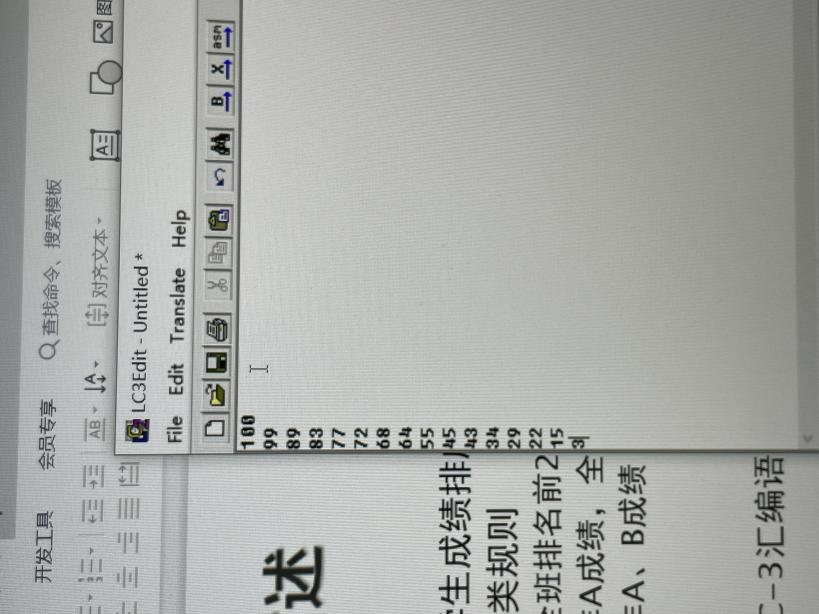 开发工具 会员专享 查找命令、搜索模板
AB 对齐文本
LC3Edit - Untitled *
File Edit Translate Help
B X asm
100
99
89
83
77
72
68
64
55
45
43
34
29
22
15
3
述
生成绩排
类规则
班排名前2
A成绩，全
A、B成绩
-3汇编语